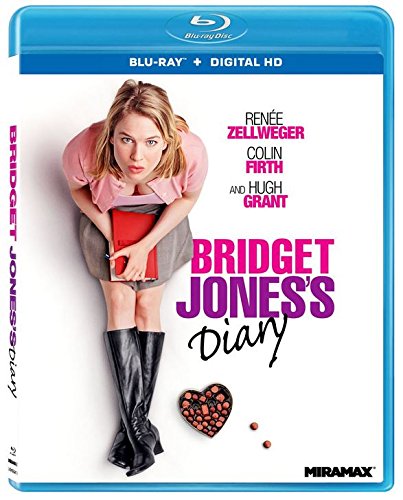 Blu-ray Disc
BLU-RAY™ + DIGITAL HD
RENÉE
ZELLWEGER
COLIN
FIRTH
AND HUGH
GRANT
BRIDGET
JONES'S
Diary
MIRAMAX
BRIDGET JONES'S Diary